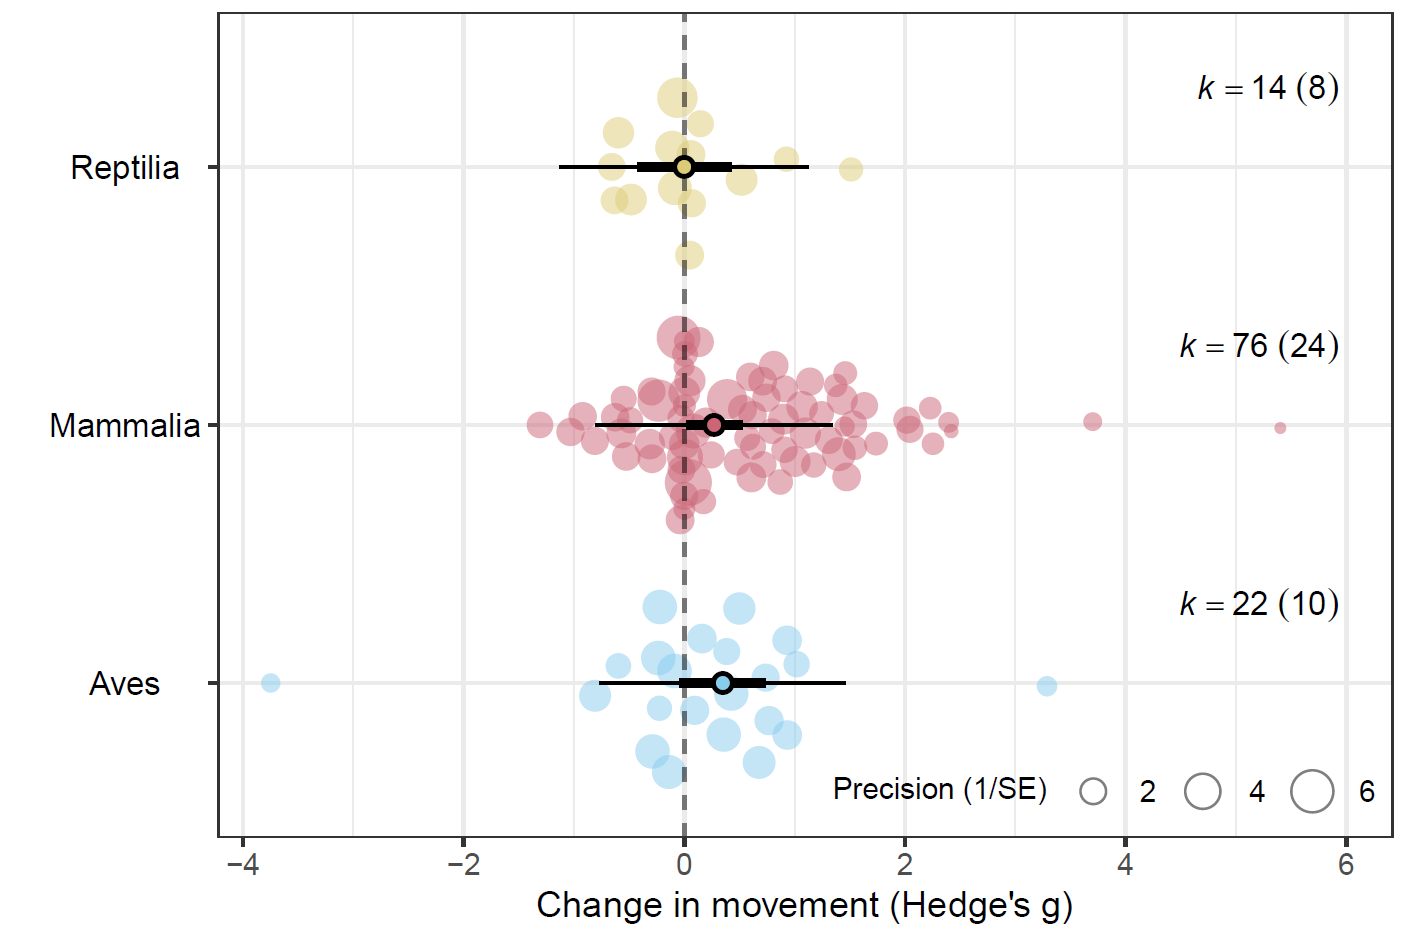 k = 14 (8)
Reptilia
k = 76 (24)
Mammalia
k = 22 (10)
Aves
Precision (1/SE) 2 4 6
−4 −2 0 2 4 6
Change in movement (Hedge's g)